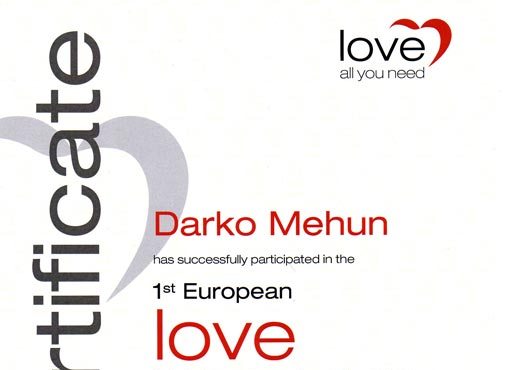 love
all you need
rtificate
Darko Mehun
has successfully participated in the
1st European
love